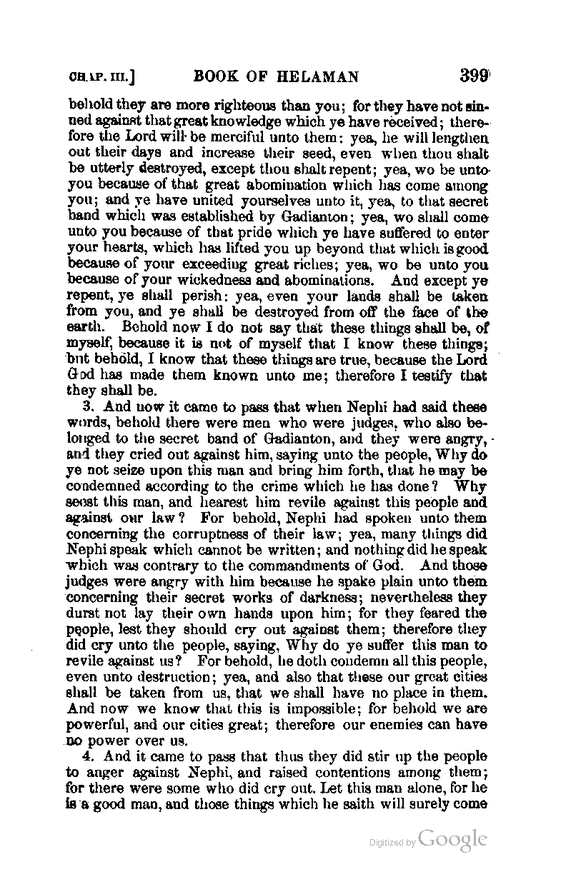 CHAP. III.] BOOK OF HELAMAN 399
behold they are more righteous than you; for they have not sin-
ned against that great knowledge which ye have received; there-
fore the Lord will be merciful unto them: yea, he will lengthen
out their days and increase their seed, even when thou shalt
be utterly destroyed, except thou shalt repent; yea, wo be unto
you because of that great abomination which has come among
you; and ye have united yourselves unto it, yea, to that secret
band which was established by Gadianton; yea, wo shall come
unto you because of that pride which ye have suffered to enter
your hearts, which has lifted you up beyond that which is good
because of your exceeding great riches; yea, wo be unto you
because of your wickedness and abominations. And except ye
repent, ye shall perish: yea, even your lands shall be taken
from you, and ye shall be destroyed from off the face of the
earth. Behold now I do not say that these things shall be, of
myself, because it is not of myself that I know these things;
but behold, I know that these things are true, because the Lord
God has made them known unto me; therefore I testify that
they shall be.
3. And now it came to pass that when Nephi had said these
words, behold there were men who were judges, who also be-
longed to the secret band of Gadianton, and they were angry,
and they cried out against him, saying unto the people, Why do
ye not seize upon this man and bring him forth, that he may be
condemned according to the crime which he has done? Why
seest this man, and hearest him revile against this people and
against our law? For behold, Nephi had spoken unto them
concerning the corruptness of their law; yea, many things did
Nephi speak which cannot be written; and nothing did he speak
which was contrary to the commandments of God. And those
judges were angry with him because he spake plain unto them
concerning their secret works of darkness; nevertheless they
durst not lay their own hands upon him; for they feared the
people, lest they should cry out against them; therefore they
did cry unto the people, saying, Why do ye suffer this man to
revile against us? For behold, he doth condemn all this people,
even unto destruction; yea, and also that these our great cities
shall be taken from us, that we shall have no place in them.
And now we know that this is impossible; for behold we are
powerful, and our cities great; therefore our enemies can have
no power over us.
4. And it came to pass that thus they did stir up the people
to anger against Nephi, and raised contentions among them;
for there were some who did cry out. Let this man alone, for he
is a good man, and those things which he saith will surely come
Digitized by Google